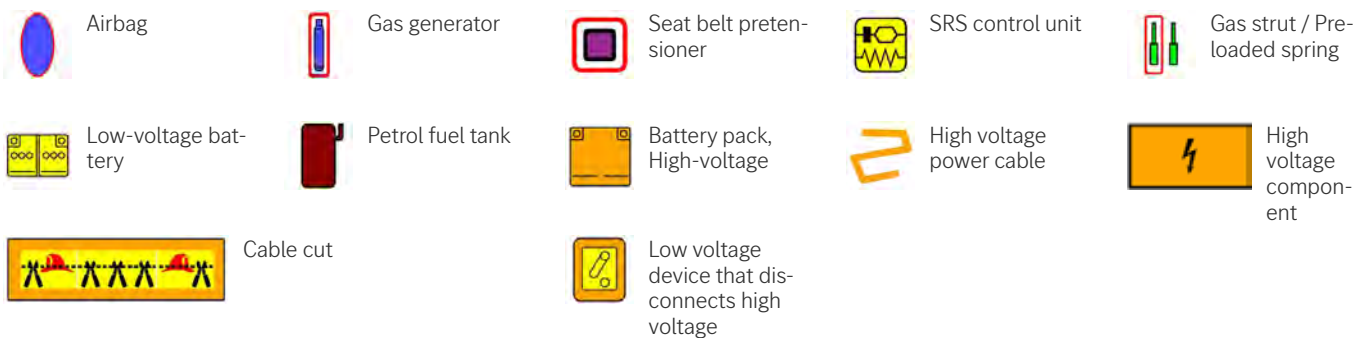 Airbag
Gas generator
Seat belt preten-
sioner
SRS control unit
Gas strut / Pre-
loaded spring
Low-voltage bat-
tery
Petrol fuel tank
Battery pack,
High-voltage
High voltage
power cable
High
voltage
compon-
ent
Cable cut
Low voltage
device that dis-
connects high
voltage